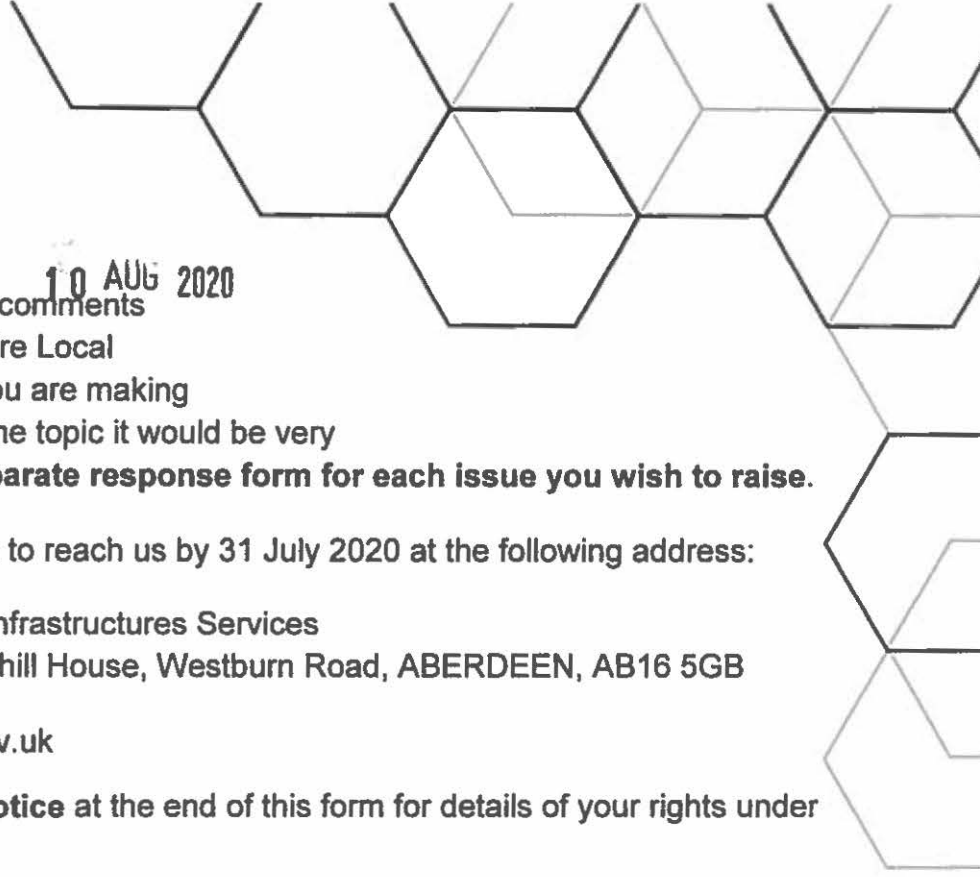 10 AUG 2020
comments
re Local
ou are making
ne topic it would be very
parate response form for each issue you wish to raise.
to reach us by 31 July 2020 at the following address:
nfrastructures Services
hill House, Westburn Road, ABERDEEN, AB16 5GB
v.uk
otice at the end of this form for details of your rights under